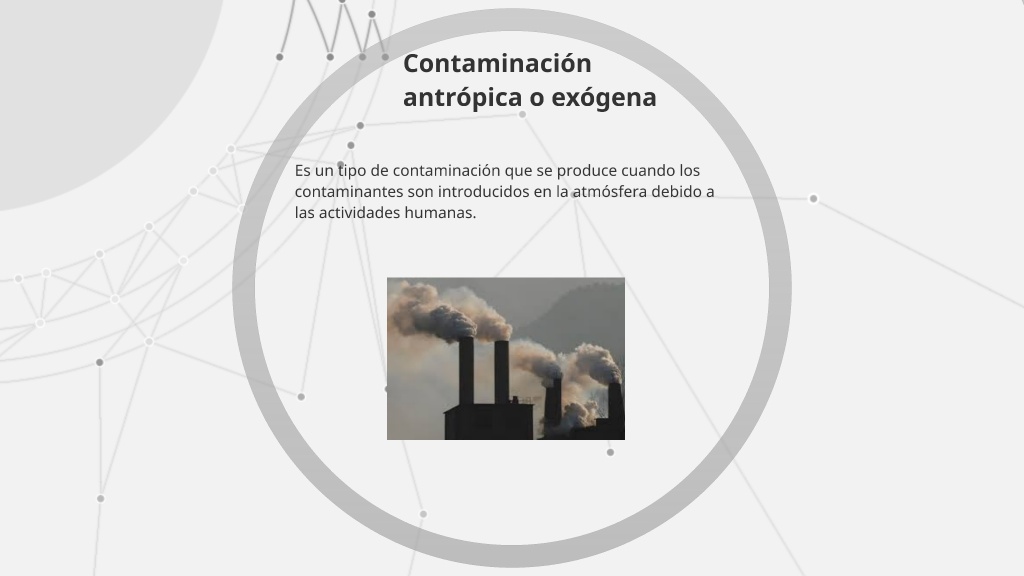 Contaminación
antrópica o exógena
Es un tipo de contaminación que se produce cuando los
contaminantes son introducidos en la atmósfera debido a
las actividades humanas.